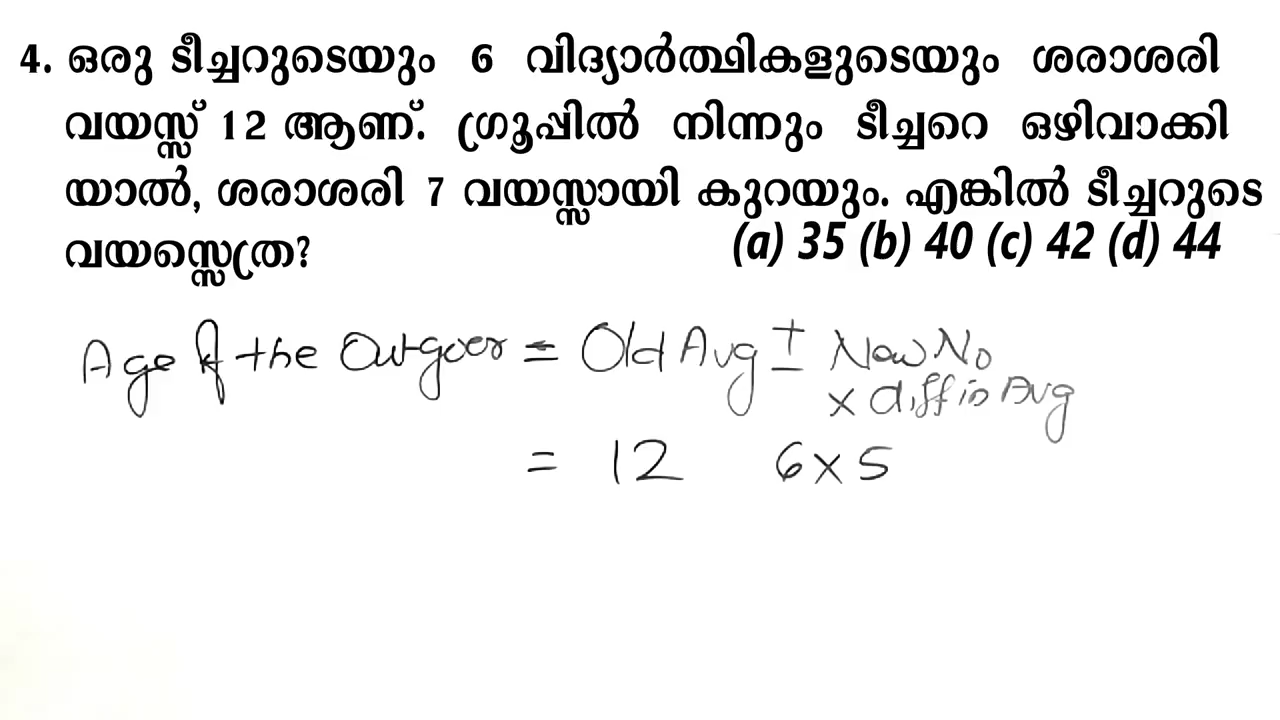 4. ഒരു ടീച്ചറുടെയും 6 വിദ്യാർത്ഥികളുടെയും ശരാശരി
വയസ്സ് 12 ആണ്. ഗ്രൂപ്പിൽ നിന്നും ടീച്ചറെ ഒഴിവാക്കി
യാൽ, ശരാശരി 7 വയസ്സായി കുറയും. എങ്കിൽ ടീച്ചറുടെ
വയസ്സെത്ര? (a) 35 (b) 40 (c) 42 (d) 44
Age of the Outgoer = Old Avg ± New No
x diff in Avg
= 12 6 x 5